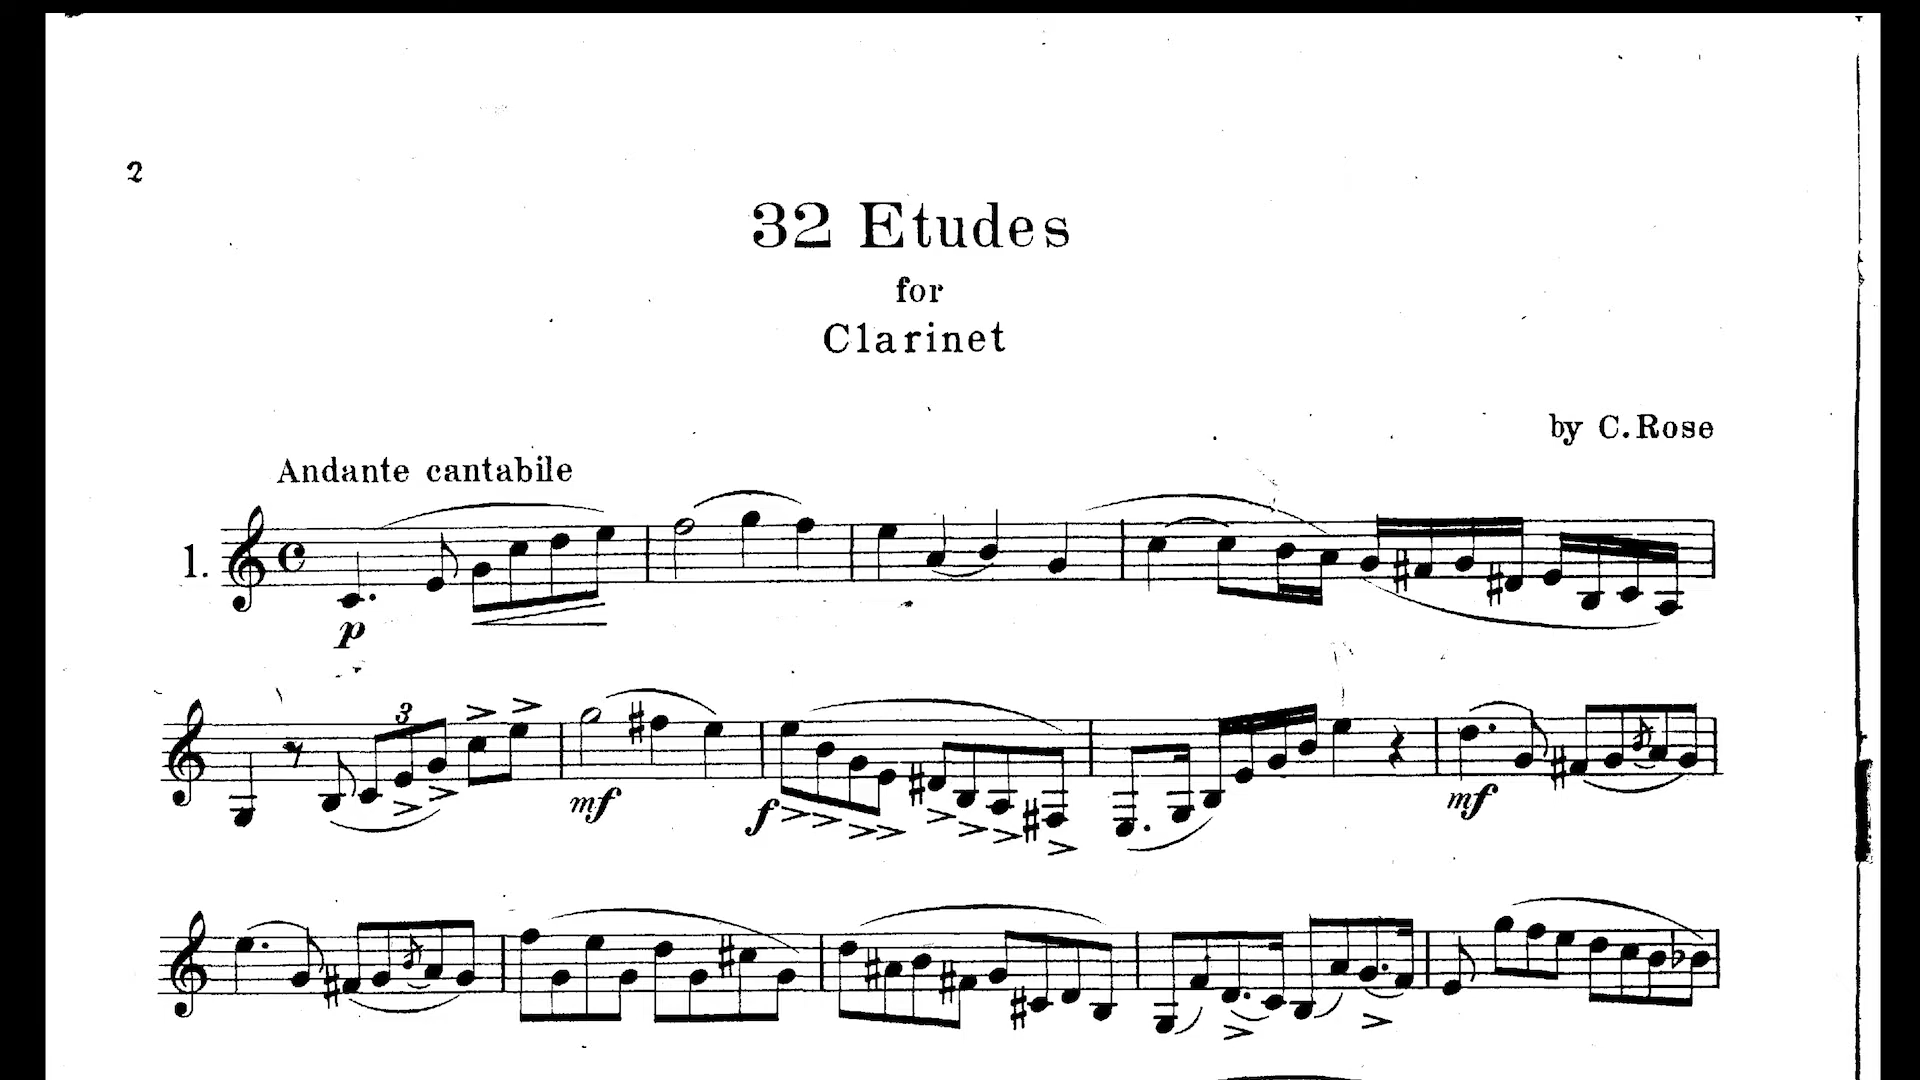 2
32 Etudes
for
Clarinet
by C. Rose
Andante cantabile
1.
p
3
mf
f
mf